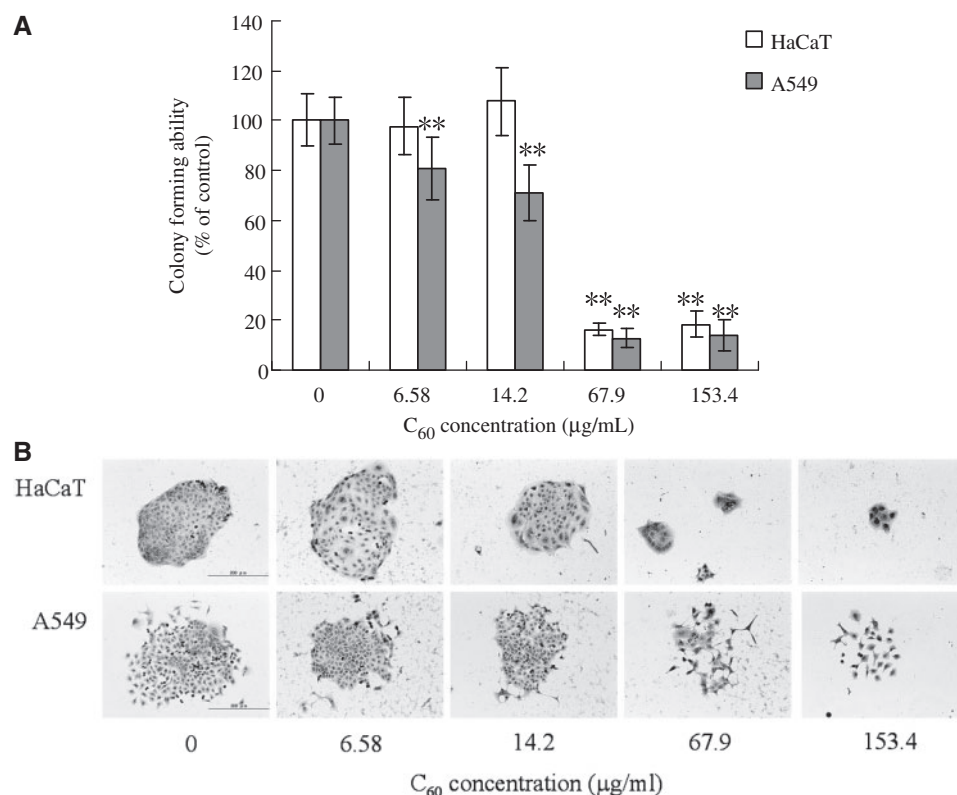 A
140
120
100
80
60
40
20
0
Colony forming ability
(% of control)
HaCaT
A549
**
**
** **
** **
0 6.58 14.2 67.9 153.4
C₆₀ concentration (μg/mL)
B
HaCaT
A549
0 6.58 14.2 67.9 153.4
C₆₀ concentration (μg/ml)